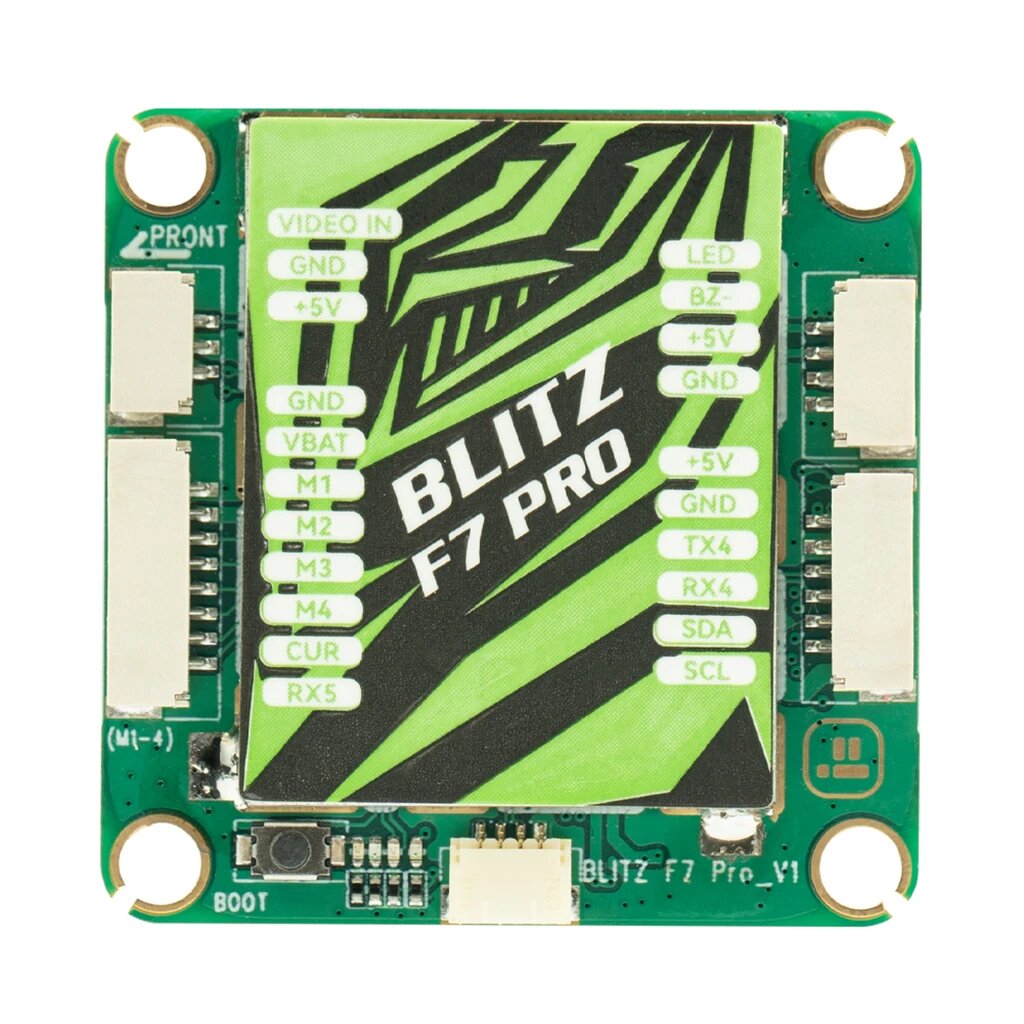 PRONT
VIDEO IN
GND
+5V
GND
VBAT
M1
M2
M3
M4
CUR
RX5
LED
BZ-
+5V
GND
+5V
GND
TX4
RX4
SDA
SCL
BLITZ
F7 PRO
(M1-4)
BOOT
BLITZ F7 Pro_V1